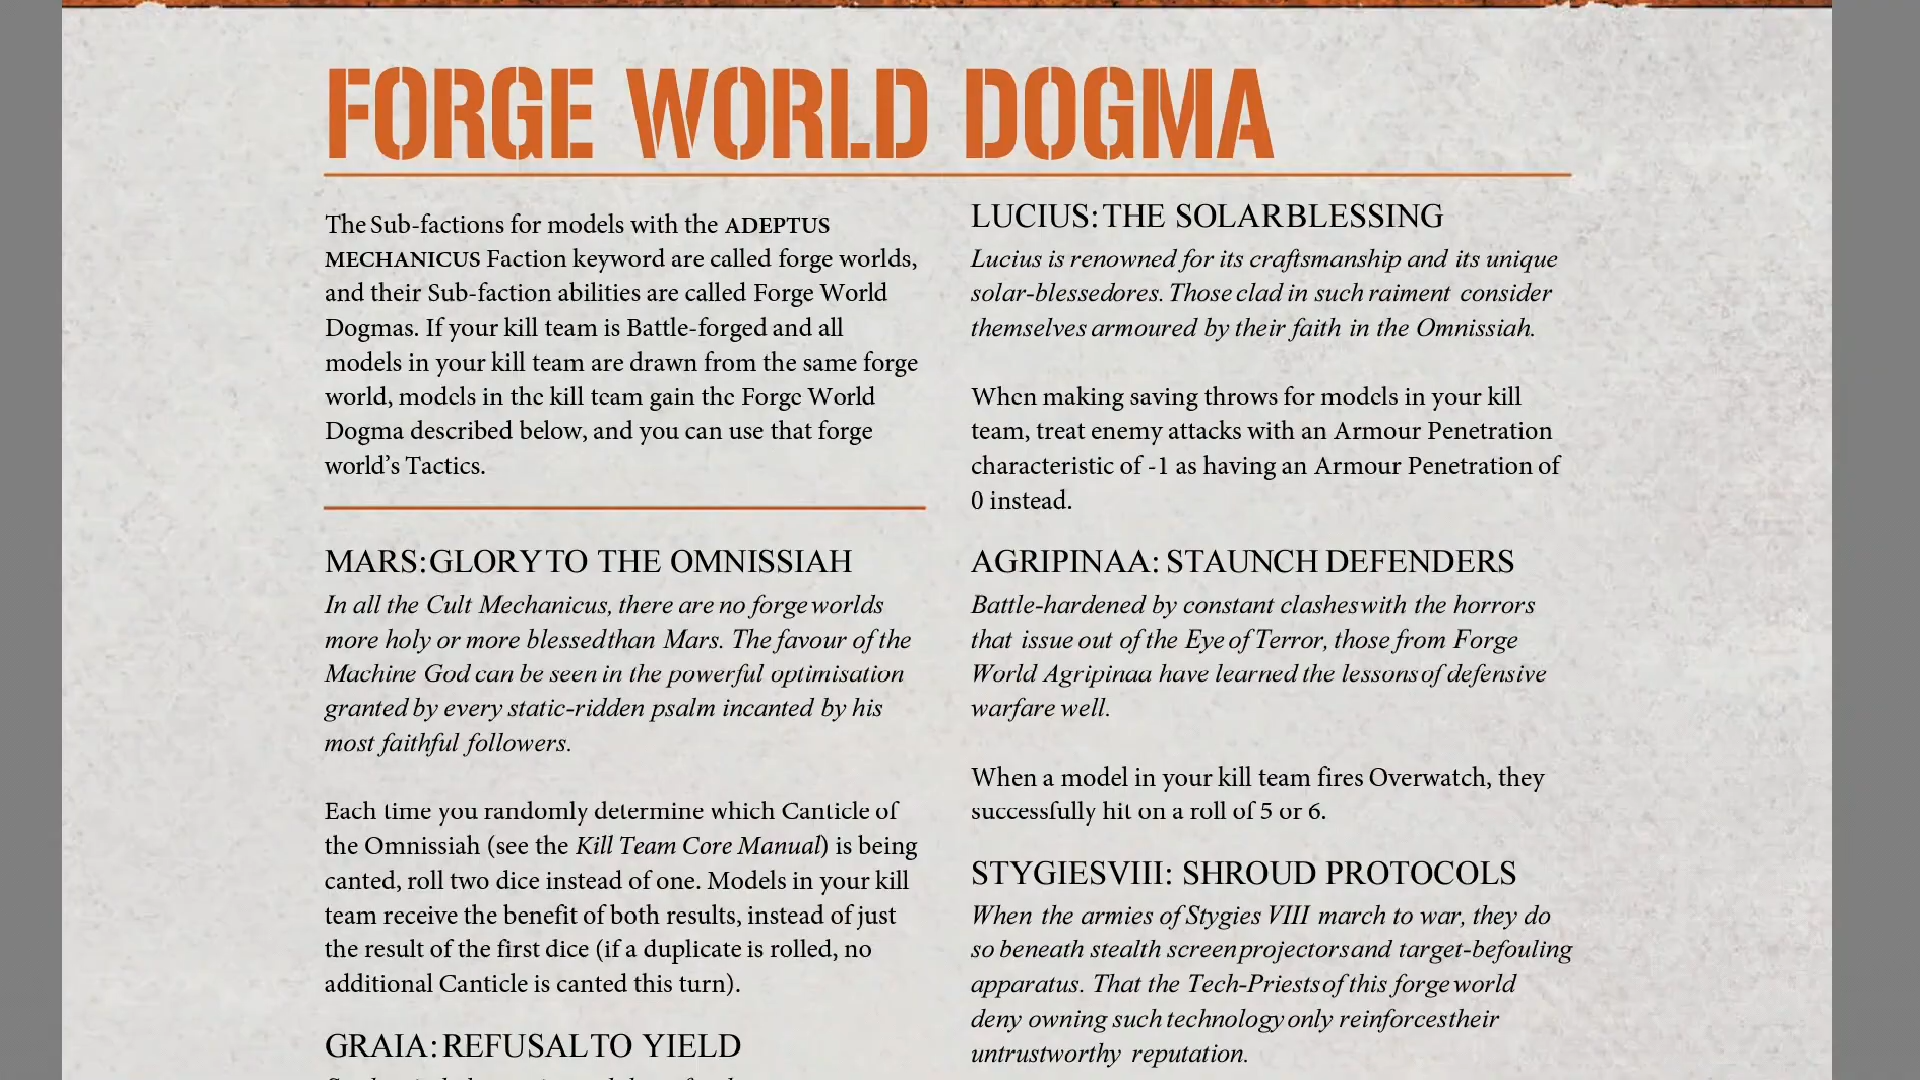 FORGE WORLD DOGMA
The Sub-factions for models with the ADEPTUS
MECHANICUS Faction keyword are called forge worlds,
and their Sub-faction abilities are called Forge World
Dogmas. If your kill team is Battle-forged and all
models in your kill team are drawn from the same forge
world, models in the kill team gain the Forge World
Dogma described below, and you can use that forge
world's Tactics.
MARS: GLORY TO THE OMNISSIAH
In all the Cult Mechanicus, there are no forge worlds
more holy or more blessed than Mars. The favour of the
Machine God can be seen in the powerful optimisation
granted by every static-ridden psalm incanted by his
most faithful followers.
Each time you randomly determine which Canticle of
the Omnissiah (see the Kill Team Core Manual) is being
canted, roll two dice instead of one. Models in your kill
team receive the benefit of both results, instead of just
the result of the first dice (if a duplicate is rolled, no
additional Canticle is canted this turn).
GRAIA: REFUSAL TO YIELD
LUCIUS: THE SOLAR BLESSING
Lucius is renowned for its craftsmanship and its unique
solar-blessed ores. Those clad in such raiment consider
themselves armoured by their faith in the Omnissiah.
When making saving throws for models in your kill
team, treat enemy attacks with an Armour Penetration
characteristic of -1 as having an Armour Penetration of
0 instead.
AGRIPINAA: STAUNCH DEFENDERS
Battle-hardened by constant clashes with the horrors
that issue out of the Eye of Terror, those from Forge
World Agripinaa have learned the lessons of defensive
warfare well.
When a model in your kill team fires Overwatch, they
successfully hit on a roll of 5 or 6.
STYGIES VIII: SHROUD PROTOCOLS
When the armies of Stygies VIII march to war, they do
so beneath stealth screen projectors and target-befouling
apparatus. That the Tech-Priests of this forge world
deny owning such technology only reinforces their
untrustworthy reputation.